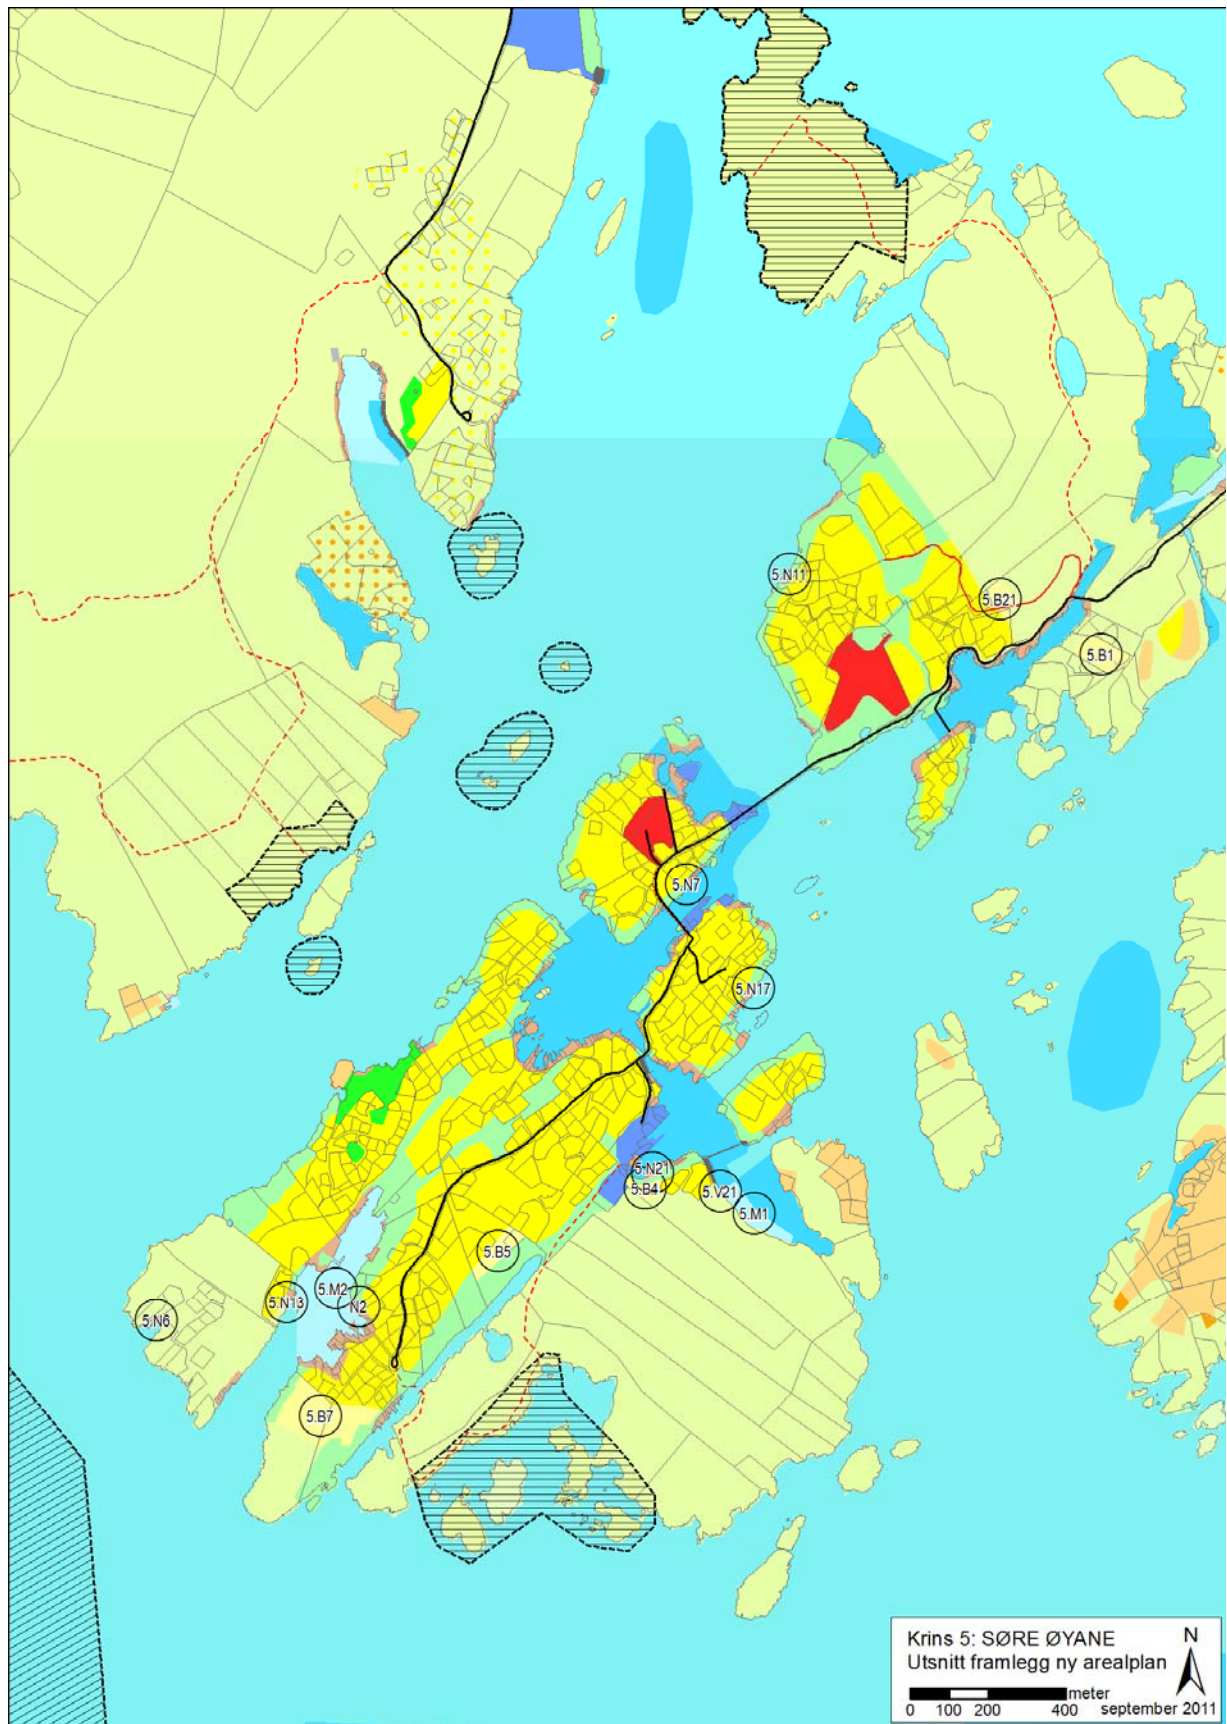 5.N11
5.B21
5.B1
5.N7
5.N17
5.N21
5.B4
5.V21
5.M1
5.B5
5.M2
5.N13
N2
5.N6
5.B7
Krins 5: SØRE ØYANE
N
Utsnitt framlegg ny arealplan
meter
0 100 200 400 september 2011